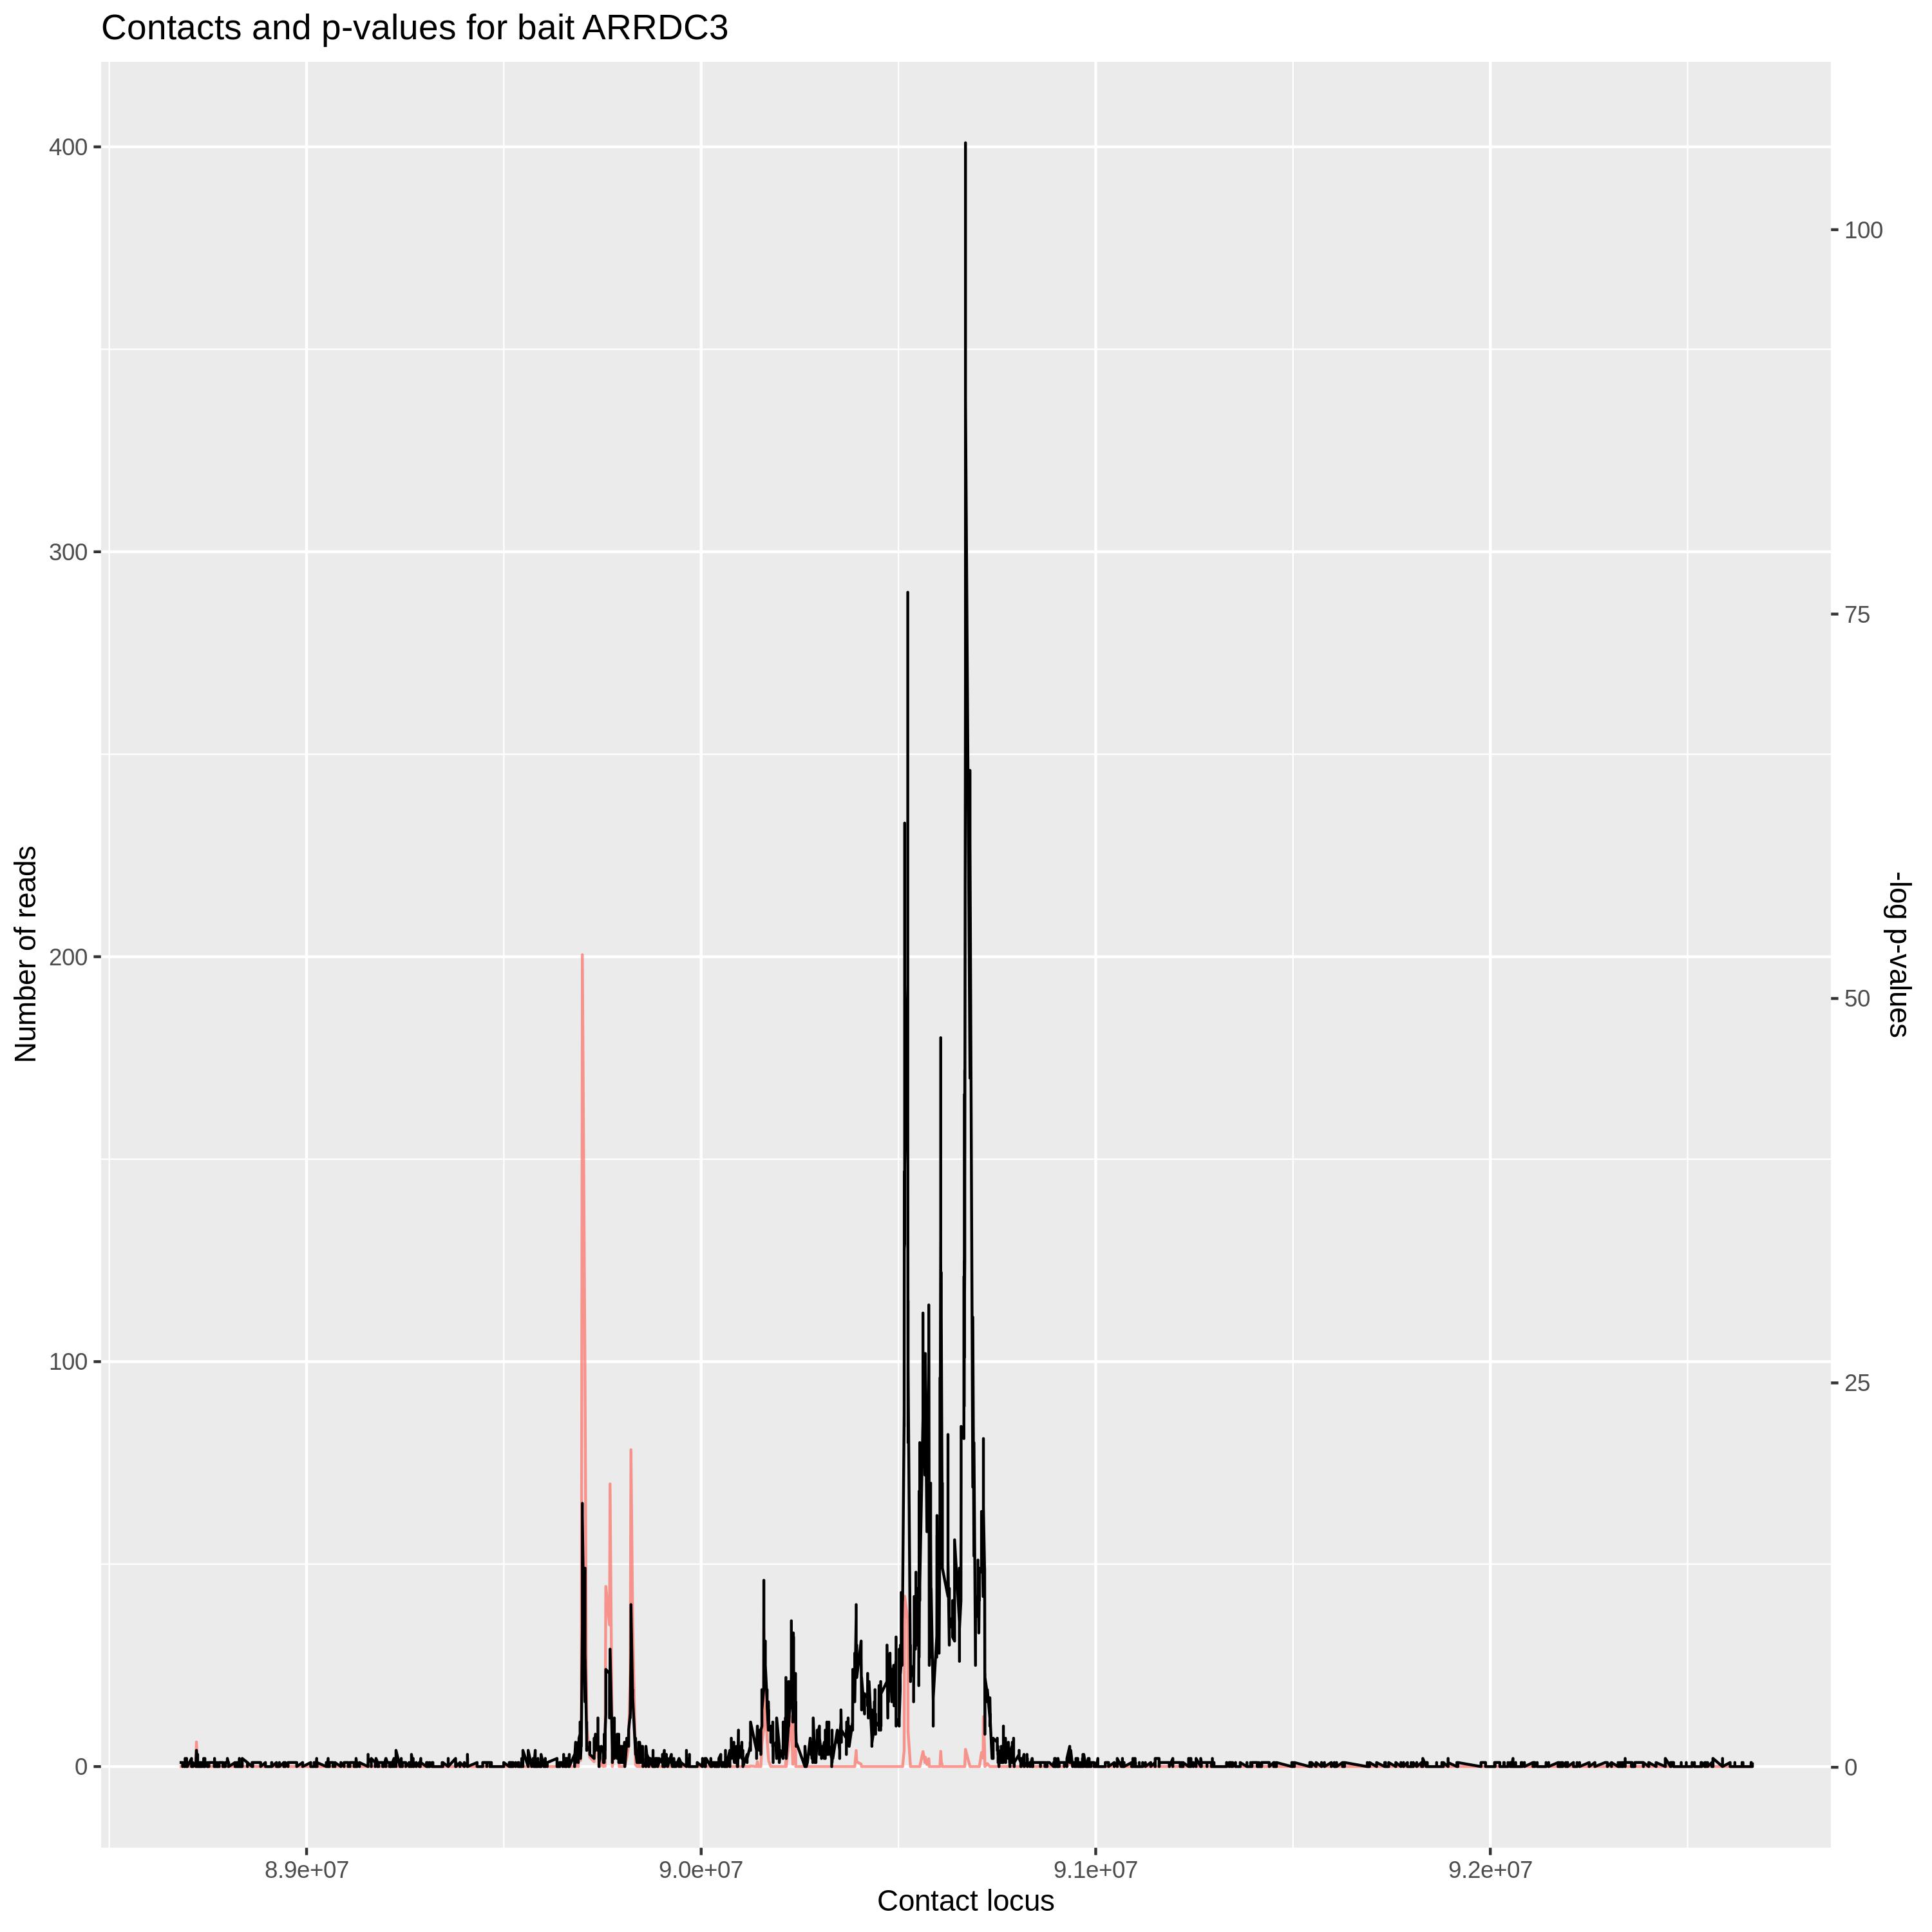 Contacts and p-values for bait ARRDC3
400
300
200
100
0
Number of reads
100
75
50
25
0
-log p-values
8.9e+07
9.0e+07
9.1e+07
9.2e+07
Contact locus